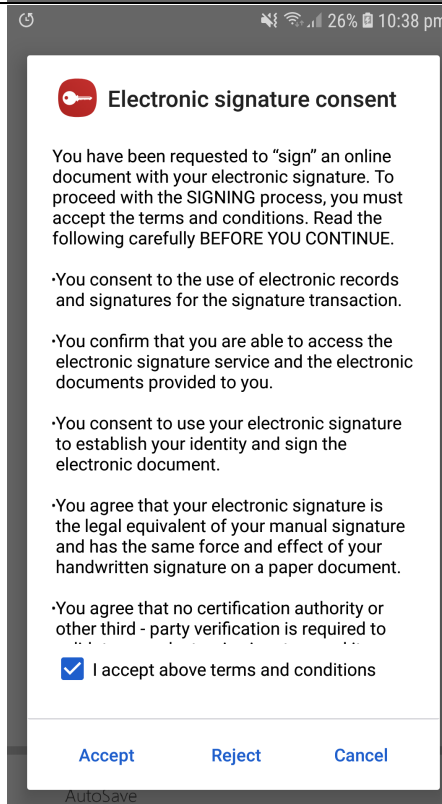 26% 10:38 pm
Electronic signature consent
You have been requested to “sign” an online
document with your electronic signature. To
proceed with the SIGNING process, you must
accept the terms and conditions. Read the
following carefully BEFORE YOU CONTINUE.
·You consent to the use of electronic records
and signatures for the signature transaction.
·You confirm that you are able to access the
electronic signature service and the electronic
documents provided to you.
·You consent to use your electronic signature
to establish your identity and sign the
electronic document.
·You agree that your electronic signature is
the legal equivalent of your manual signature
and has the same force and effect of your
handwritten signature on a paper document.
·You agree that no certification authority or
other third - party verification is required to
I accept above terms and conditions
Accept Reject Cancel
AutoSave